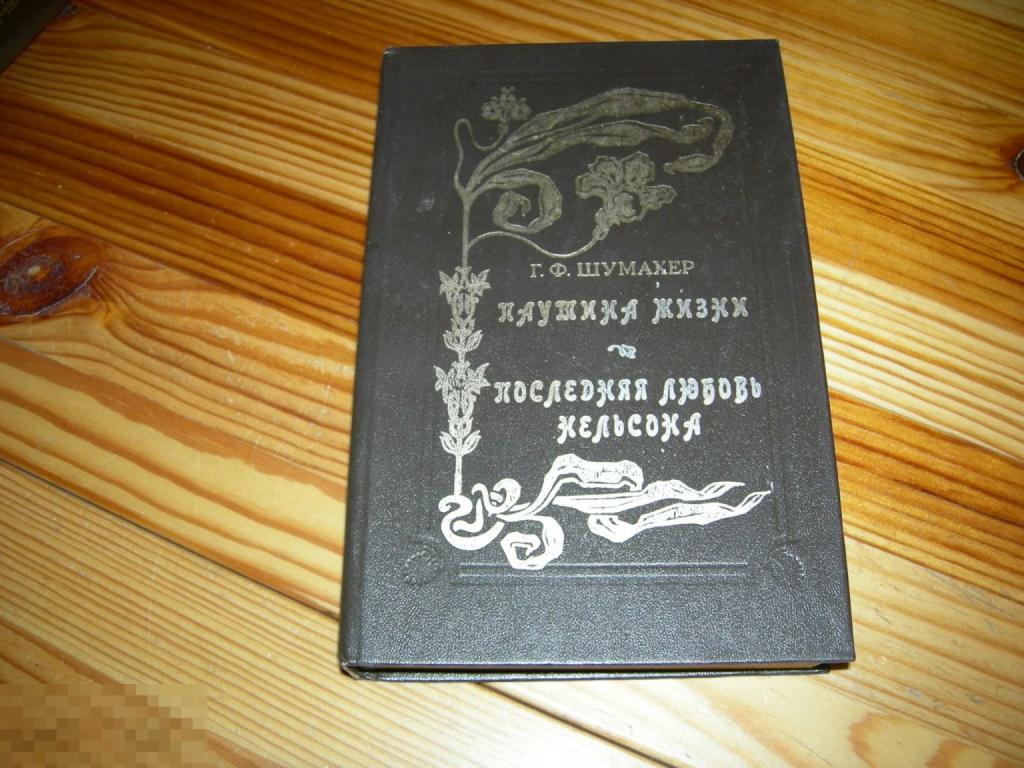 Г. Ф. ШУМАХЕР
ПАУТИНА ЖИЗНИ
ПОСЛЕДНЯЯ ЛЮБОВЬ
НЕЛЬСОНА